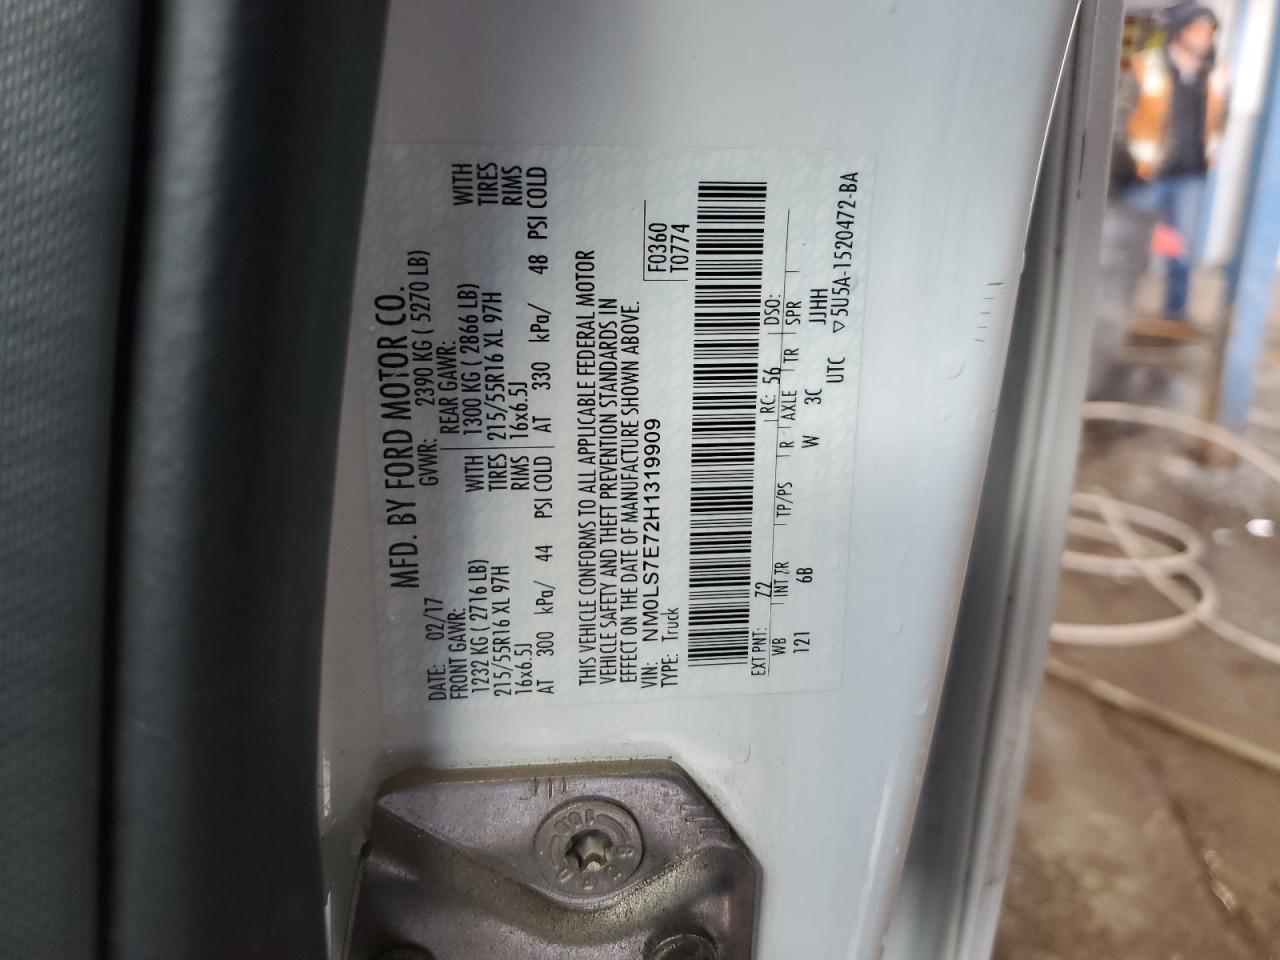 MFD. BY FORD MOTOR CO.
DATE: 02/17 GVWR: 2390 KG ( 5270 LB)
FRONT GAWR: REAR GAWR:
1232 KG ( 2716 LB) WITH 1300 KG ( 2866 LB) WITH
215/55R16 XL 97H TIRES 215/55R16 XL 97H TIRES
16x6.5J RIMS 16x6.5J RIMS
AT 300 kPa/ 44 PSI COLD AT 330 kPa/ 48 PSI COLD
THIS VEHICLE CONFORMS TO ALL APPLICABLE FEDERAL MOTOR
VEHICLE SAFETY AND THEFT PREVENTION STANDARDS IN
EFFECT ON THE DATE OF MANUFACTURE SHOWN ABOVE.
VIN: NM0LS7E72H1319909 F0360
TYPE: Truck T0774
EXT PNT: 72 RC: 56 DSO:
WB INT TR TP/PS R AXLE TR SPR
121 6B W 3C JJHH
UTC ▽5U5A-1520472-BA